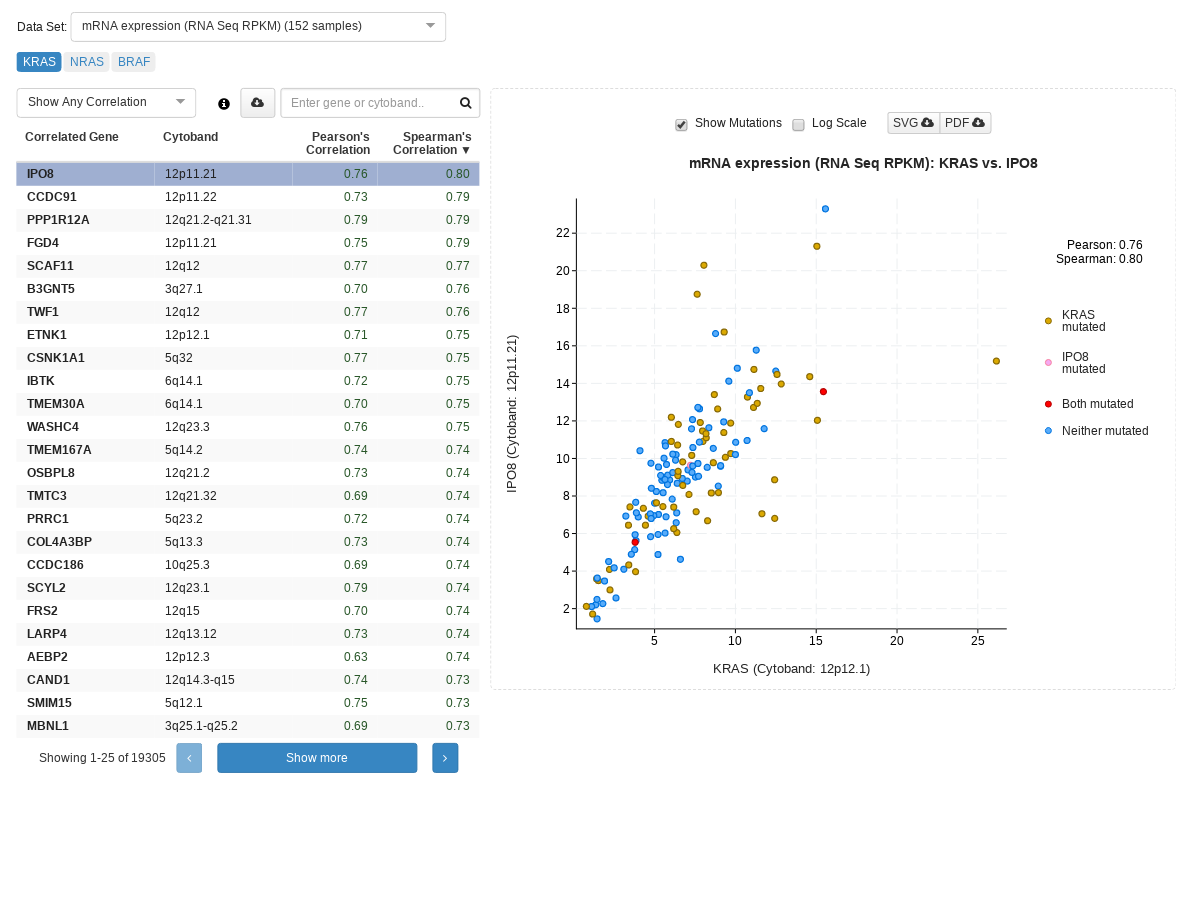 Data Set: mRNA expression (RNA Seq RPKM) (152 samples)
KRAS NRAS BRAF
Show Any Correlation Enter gene or cytoband..
Correlated Gene Cytoband Pearson's Correlation Spearman's Correlation ▼
IPO8 12p11.21 0.76 0.80
CCDC91 12p11.22 0.73 0.79
PPP1R12A 12q21.2-q21.31 0.79 0.79
FGD4 12p11.21 0.75 0.79
SCAF11 12q12 0.77 0.77
B3GNT5 3q27.1 0.70 0.76
TWF1 12q12 0.77 0.76
ETNK1 12p12.1 0.71 0.75
CSNK1A1 5q32 0.77 0.75
IBTK 6q14.1 0.72 0.75
TMEM30A 6q14.1 0.70 0.75
WASHC4 12q23.3 0.76 0.75
TMEM167A 5q14.2 0.74 0.74
OSBPL8 12q21.2 0.73 0.74
TMTC3 12q21.32 0.69 0.74
PRRC1 5q23.2 0.72 0.74
COL4A3BP 5q13.3 0.73 0.74
CCDC186 10q25.3 0.69 0.74
SCYL2 12q23.1 0.79 0.74
FRS2 12q15 0.70 0.74
LARP4 12q13.12 0.73 0.74
AEBP2 12p12.3 0.63 0.74
CAND1 12q14.3-q15 0.74 0.73
SMIM15 5q12.1 0.75 0.73
MBNL1 3q25.1-q25.2 0.69 0.73
Showing 1-25 of 19305 ‹ Show more ›
Show Mutations Log Scale SVG PDF
mRNA expression (RNA Seq RPKM): KRAS vs. IPO8
IPO8 (Cytoband: 12p11.21)
22
20
18
16
14
12
10
8
6
4
2
5 10 15 20 25
KRAS (Cytoband: 12p12.1)
Pearson: 0.76
Spearman: 0.80
KRAS
mutated
IPO8
mutated
Both mutated
Neither mutated